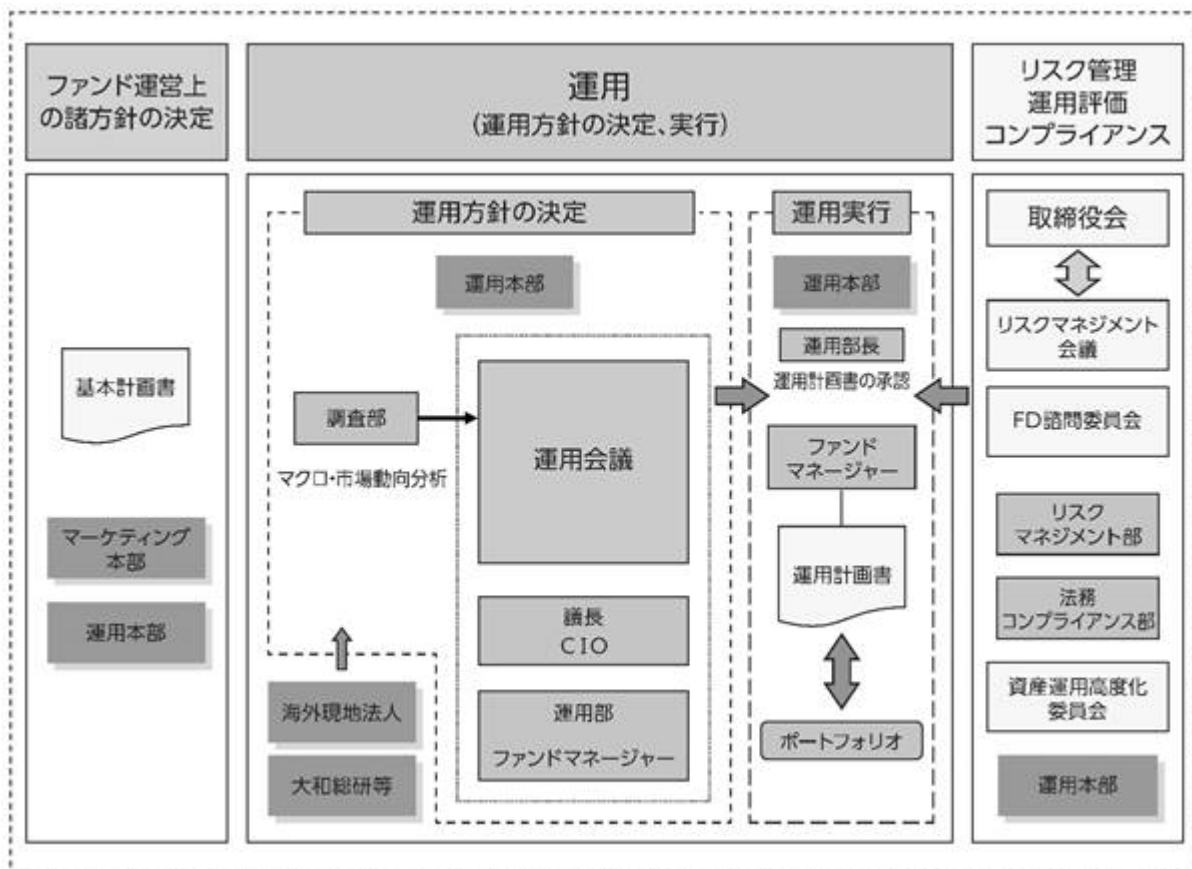 ファンド運営上
の諸方針の決定
運用
(運用方針の決定、実行)
リスク管理
運用評価
コンプライアンス
基本計画書
マーケティング
本部
運用本部
運用方針の決定
運用本部
調査部
マクロ・市場動向分析
運用会議
議長
CIO
運用部
ファンドマネージャー
海外現地法人
大和総研等
運用実行
運用本部
運用部長
運用計画書の承認
ファンド
マネージャー
運用計画書
ポートフォリオ
取締役会
リスクマネジメント
会議
FD諮問委員会
リスク
マネジメント部
法務
コンプライアンス部
資産運用高度化
委員会
運用本部